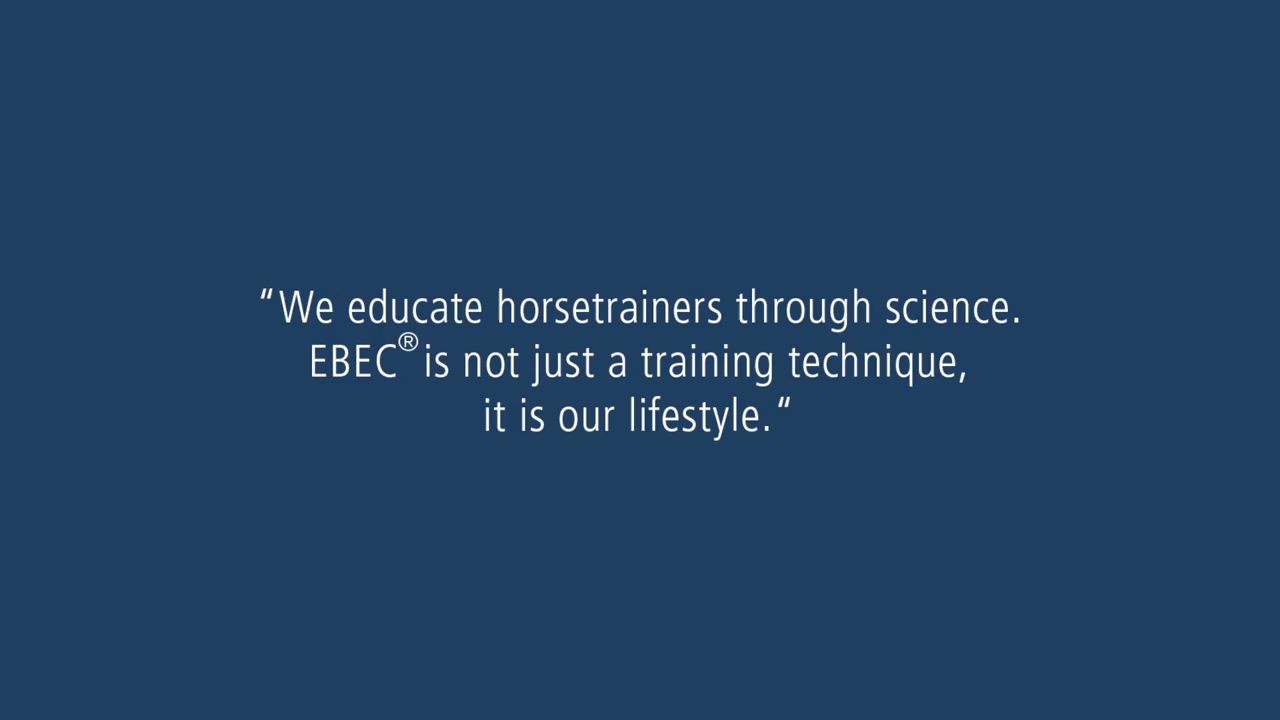 “We educate horsetrainers through science.
EBEC® is not just a training technique,
it is our lifestyle.“